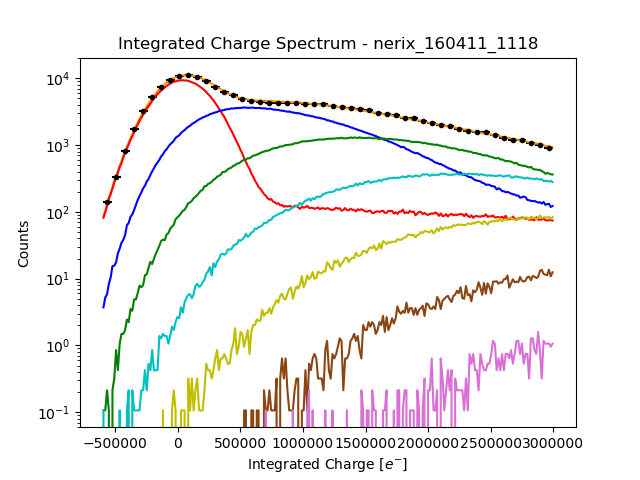 Integrated Charge Spectrum - nerix_160411_1118
Counts
10^4
10^3
10^2
10^1
10^0
10^−1
−500000 0 500000 1000000 1500000 2000000 2500000 3000000
Integrated Charge [e^−]